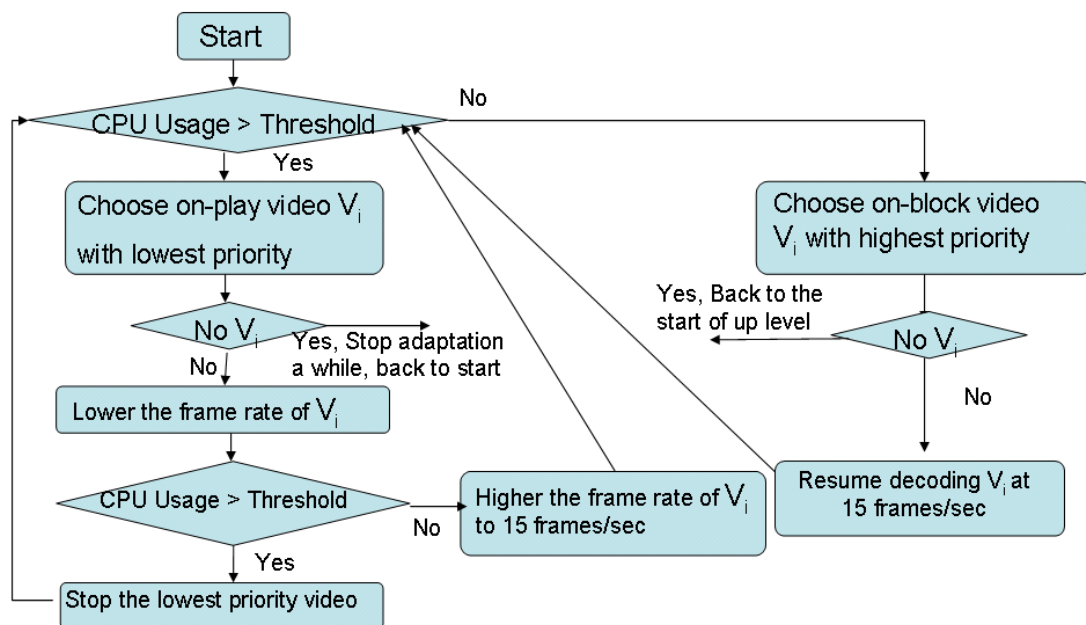 Start
No
CPU Usage > Threshold
Yes
Choose on-play video Vi
with lowest priority
Choose on-block video
Vi with highest priority
No Vi
Yes, Stop adaptation
a while, back to start
Yes, Back to the
start of up level
No Vi
No
No
Lower the frame rate of Vi
CPU Usage > Threshold
No
Higher the frame rate of Vi
to 15 frames/sec
Resume decoding Vi at
15 frames/sec
Yes
Stop the lowest priority video